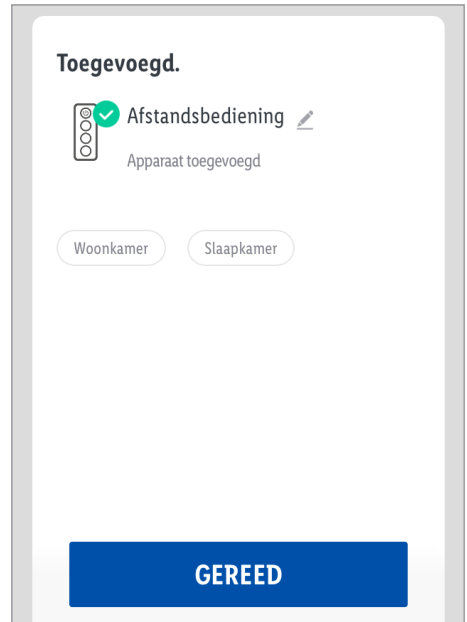 Toegevoegd.
Afstandsbediening
Apparaat toegevoegd
Woonkamer Slaapkamer
GEREED